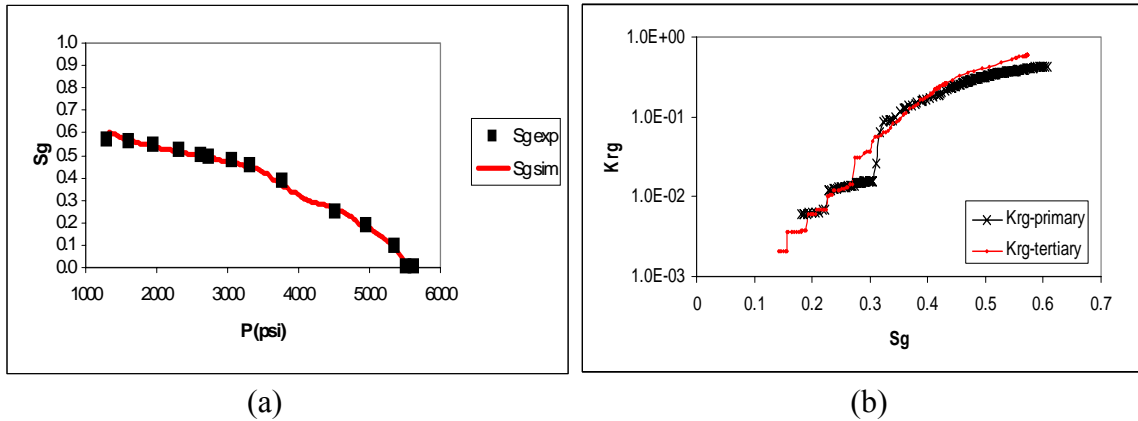 1.0
0.9
0.8
0.7
0.6
0.5
0.4
0.3
0.2
0.1
0.0
Sg
1000 2000 3000 4000 5000 6000
P(psi)
Sg exp
Sg sim
(a)
1.0E+00
1.0E-01
1.0E-02
1.0E-03
Krg
0 0.1 0.2 0.3 0.4 0.5 0.6 0.7
Sg
Krg-primary
Krg-tertiary
(b)